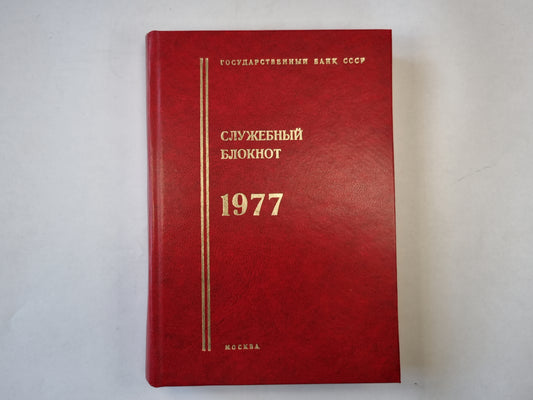 ГОСУДАРСТВЕННЫЙ БАНК СССР
СЛУЖЕБНЫЙ
БЛОКНОТ
1977
МОСКВА